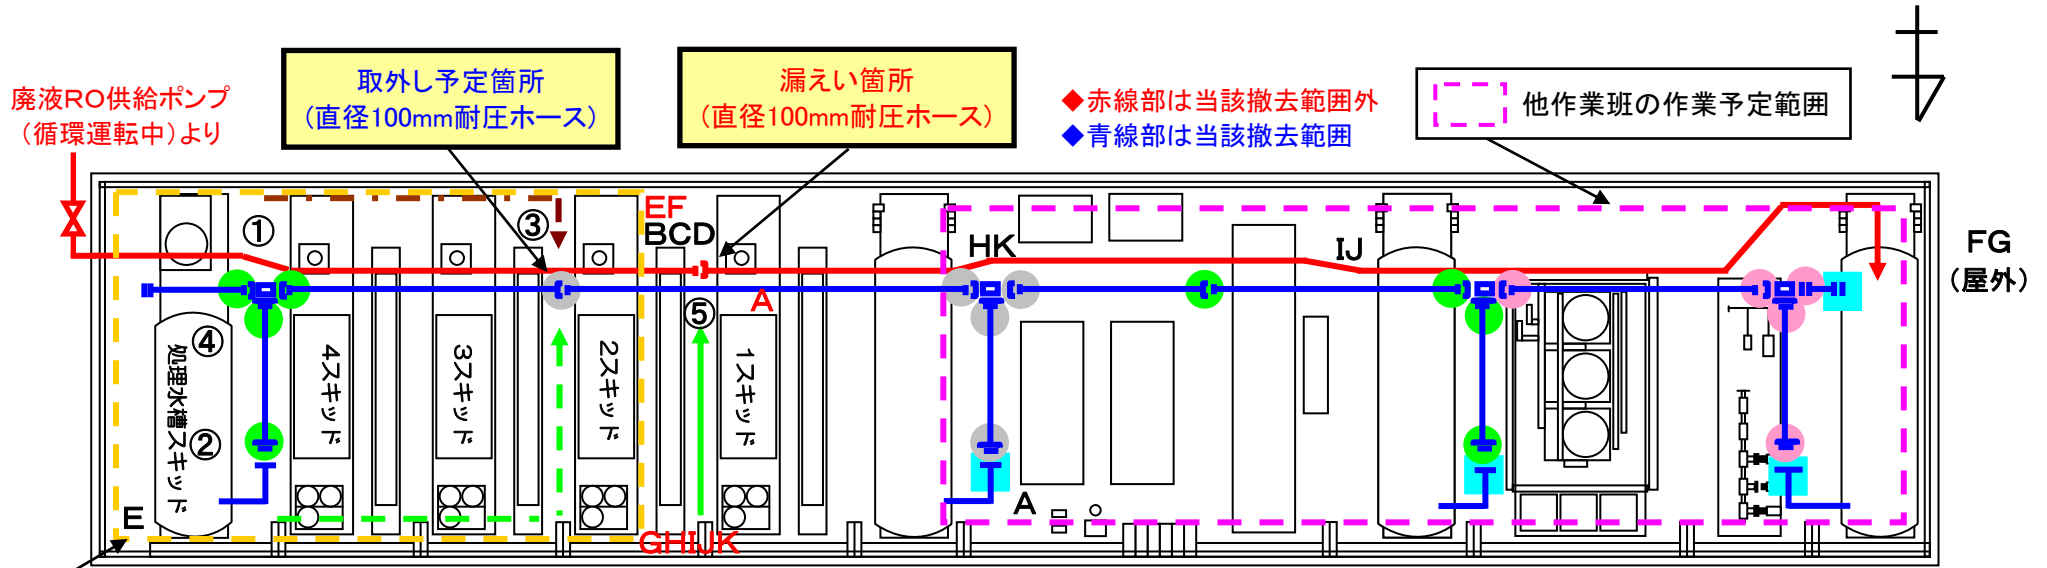 取外し予定箇所
(直径100mm耐圧ホース)
漏えい箇所
(直径100mm耐圧ホース)
廃液RO供給ポンプ
(循環運転中)より
◆赤線部は当該撤去範囲外
◆青線部は当該撤去範囲
他作業班の作業予定範囲
①
③
EF
BCD
HK
IJ
FG
(屋外)
A
⑤
④
②
処理水槽スキッド
4スキッド
3スキッド
2スキッド
1スキッド
E
A
GHIJK